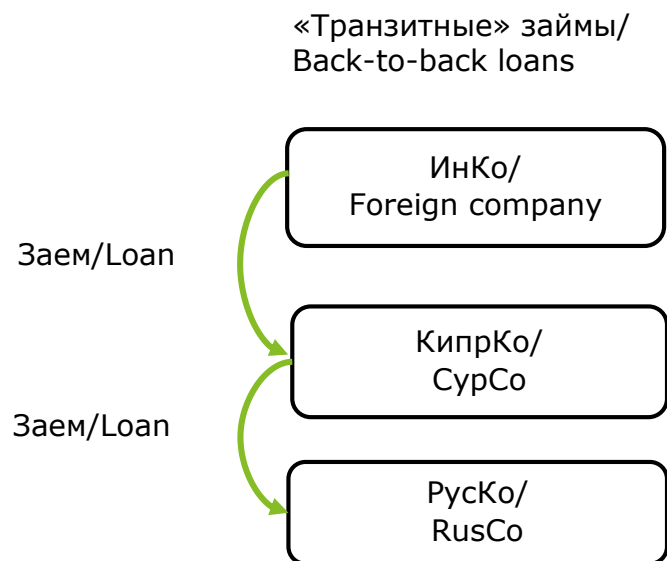 «Транзитные» займы/
Back-to-back loans
ИнКо/
Foreign company
Заем/Loan
КипрКо/
CypCo
Заем/Loan
РусКо/
RusCo